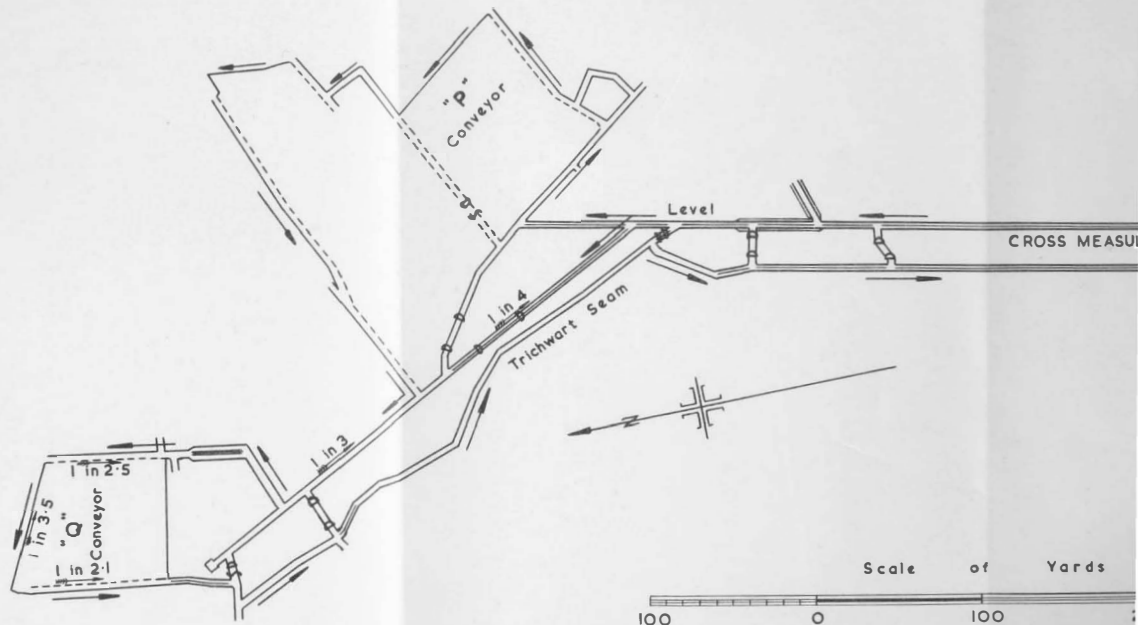 "P"
Conveyor
Level
CROSS MEASU
1 in 4
Trichwart Seam
N
1 in 3
1 in 2·5
1 in 3.5
"Q"
Conveyor
1 in 2·1
Scale of Yards
100 0 100